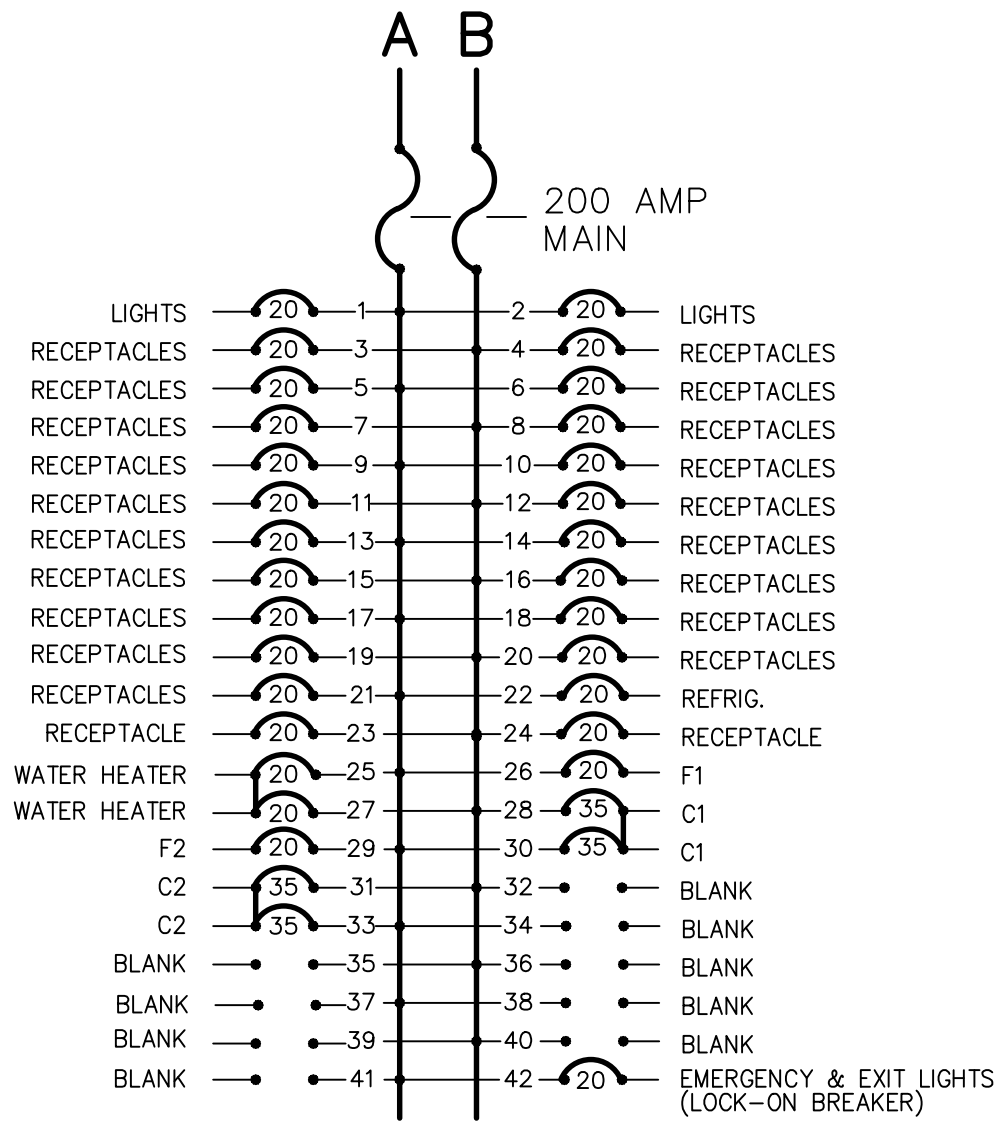 A B
200 AMP
MAIN
LIGHTS 20 1 2 20 LIGHTS
RECEPTACLES 20 3 4 20 RECEPTACLES
RECEPTACLES 20 5 6 20 RECEPTACLES
RECEPTACLES 20 7 8 20 RECEPTACLES
RECEPTACLES 20 9 10 20 RECEPTACLES
RECEPTACLES 20 11 12 20 RECEPTACLES
RECEPTACLES 20 13 14 20 RECEPTACLES
RECEPTACLES 20 15 16 20 RECEPTACLES
RECEPTACLES 20 17 18 20 RECEPTACLES
RECEPTACLES 20 19 20 20 RECEPTACLES
RECEPTACLES 20 21 22 20 REFRIG.
RECEPTACLE 20 23 24 20 RECEPTACLE
WATER HEATER 20 25 26 20 F1
WATER HEATER 20 27 28 35 C1
F2 20 29 30 35 C1
C2 35 31 32 BLANK
C2 35 33 34 BLANK
BLANK 35 36 BLANK
BLANK 37 38 BLANK
BLANK 39 40 BLANK
BLANK 41 42 20 EMERGENCY & EXIT LIGHTS
(LOCK-ON BREAKER)